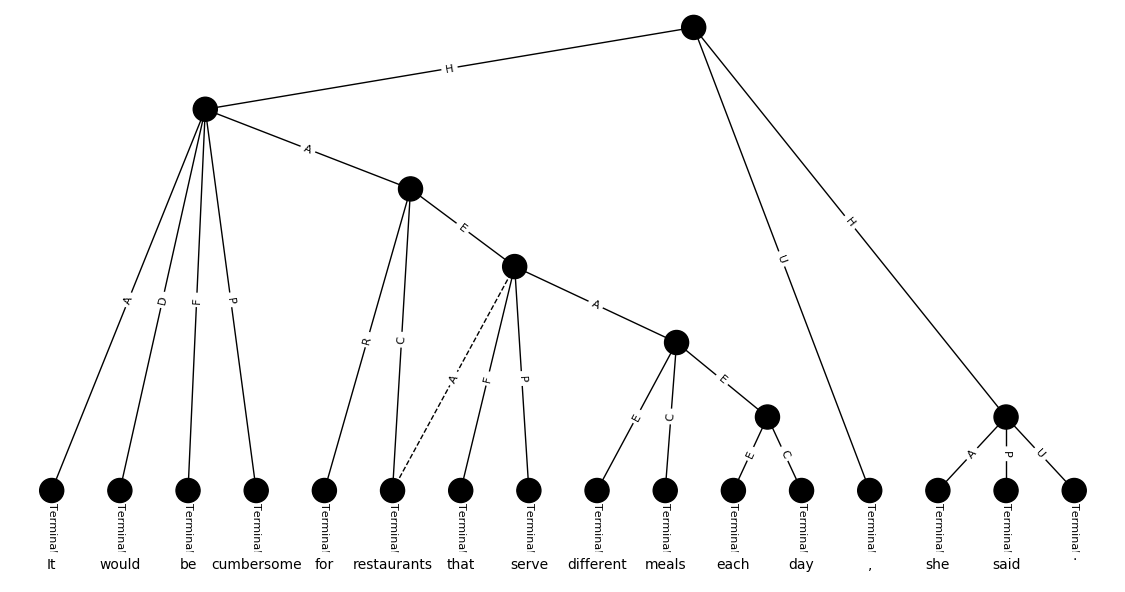 H
A
H
E
U
A
D
F
P
A
R
C
A
F
P
E
E
C
E
C
A
P
U
Terminal Terminal Terminal Terminal Terminal Terminal Terminal Terminal Terminal Terminal Terminal Terminal Terminal Terminal Terminal Terminal
It would be cumbersome for restaurants that serve different meals each day , she said .